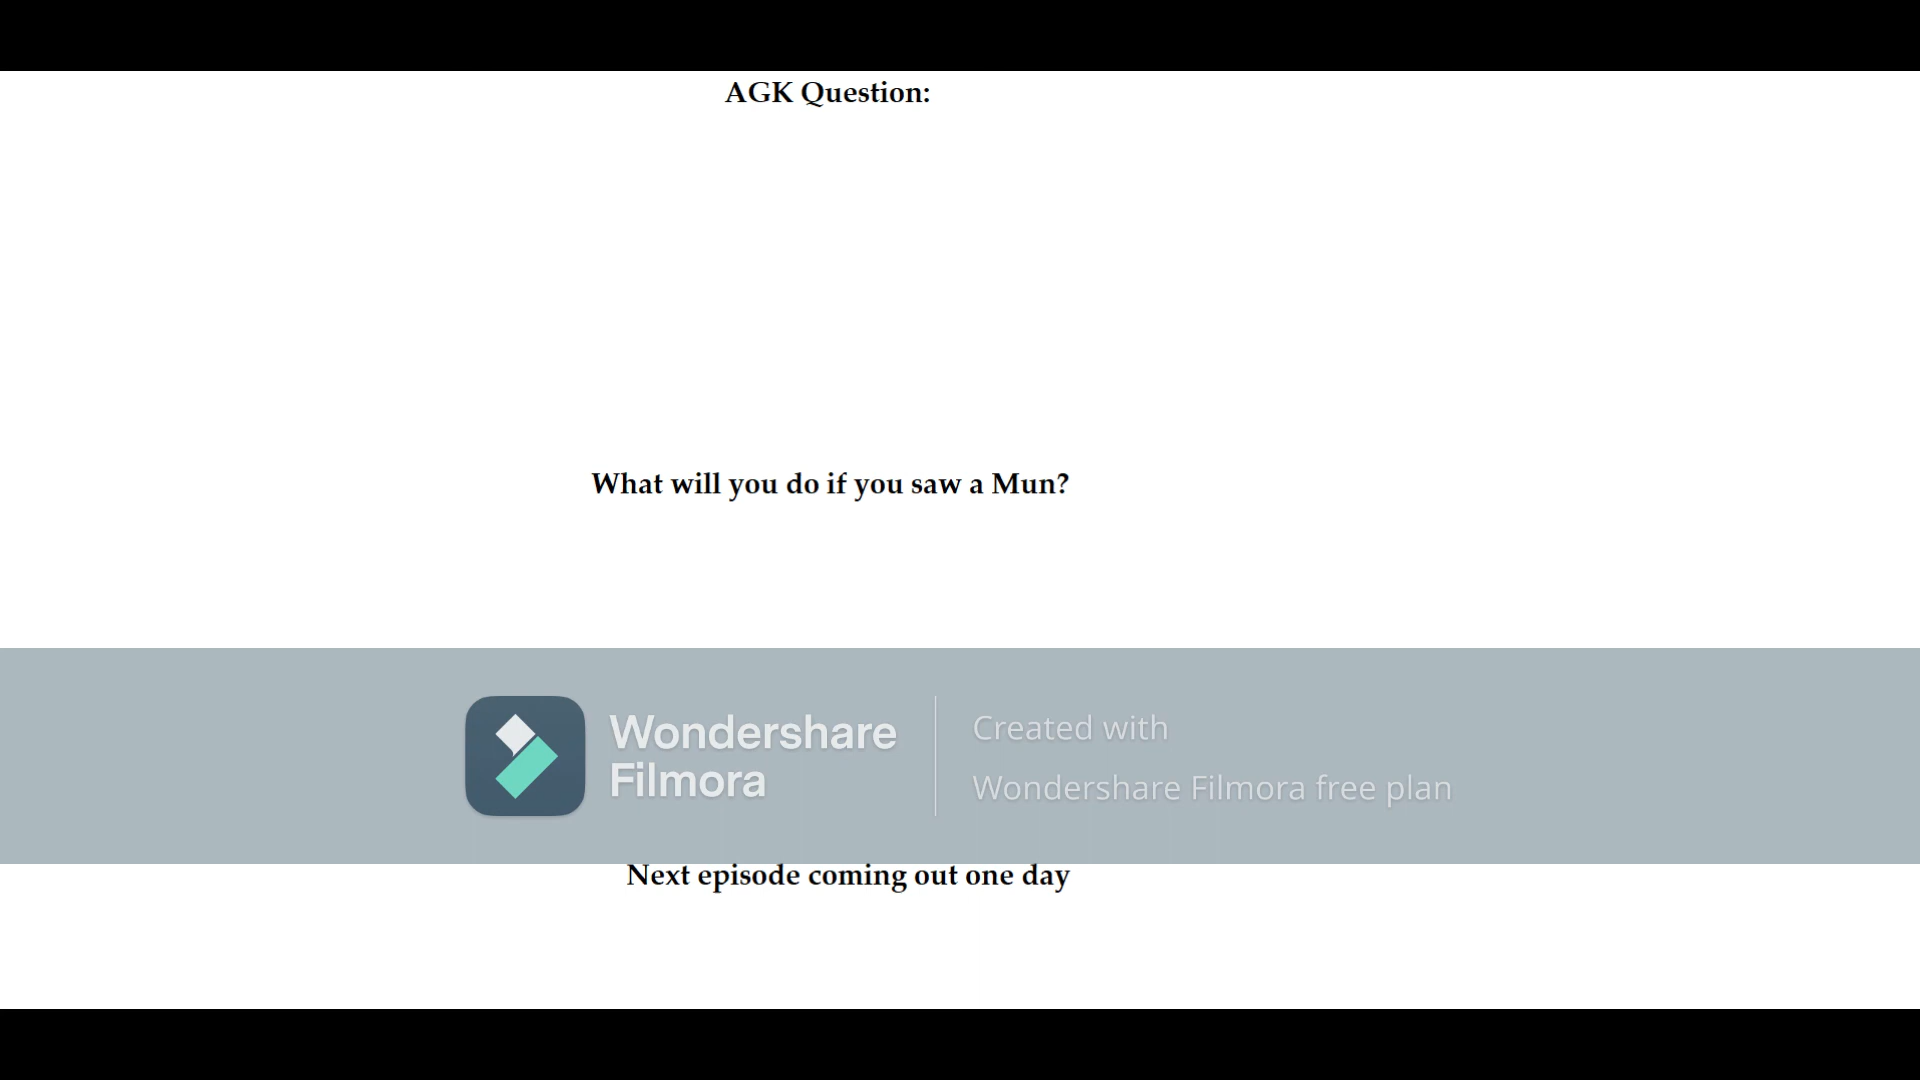 AGK Question:
What will you do if you saw a Mun?
Wondershare
Filmora
Created with
Wondershare Filmora free plan
Next episode coming out one day